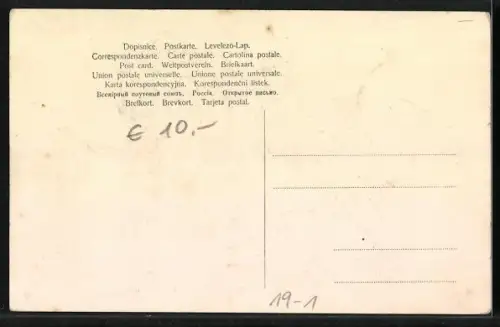 Dopisnice. Postkarte. Levelezo-Lap.
Correspondenzkarte. Carte postale. Cartolina postale.
Post card. Weltpostverein. Briefkaart.
Union postale universelle. Unione postale universale.
Karta korespondencyjna. Korespondenční lístek.
Всемірный почтовый союзъ. Россія. Открытое письмо.
Brefkort. Brevkort. Tarjeta postal.
€ 10.-
19-1